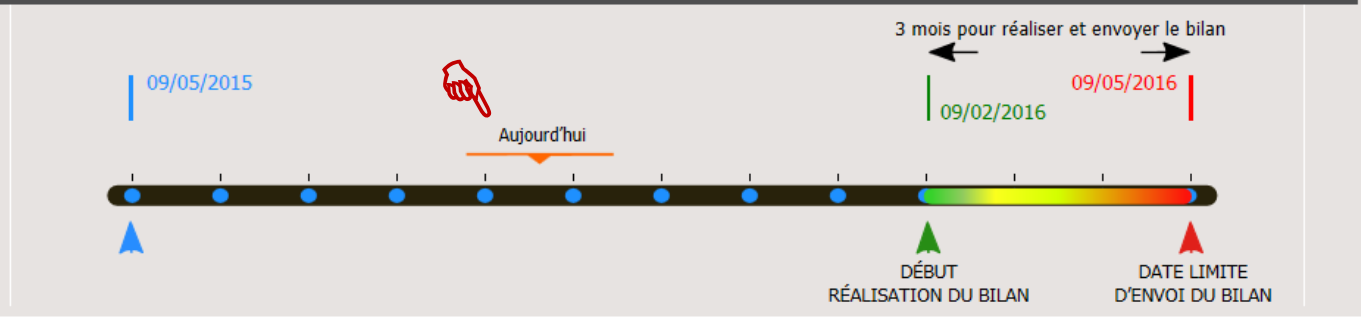 3 mois pour réaliser et envoyer le bilan
09/05/2015
09/05/2016
09/02/2016
Aujourd'hui
DÉBUT
RÉALISATION DU BILAN
DATE LIMITE
D'ENVOI DU BILAN